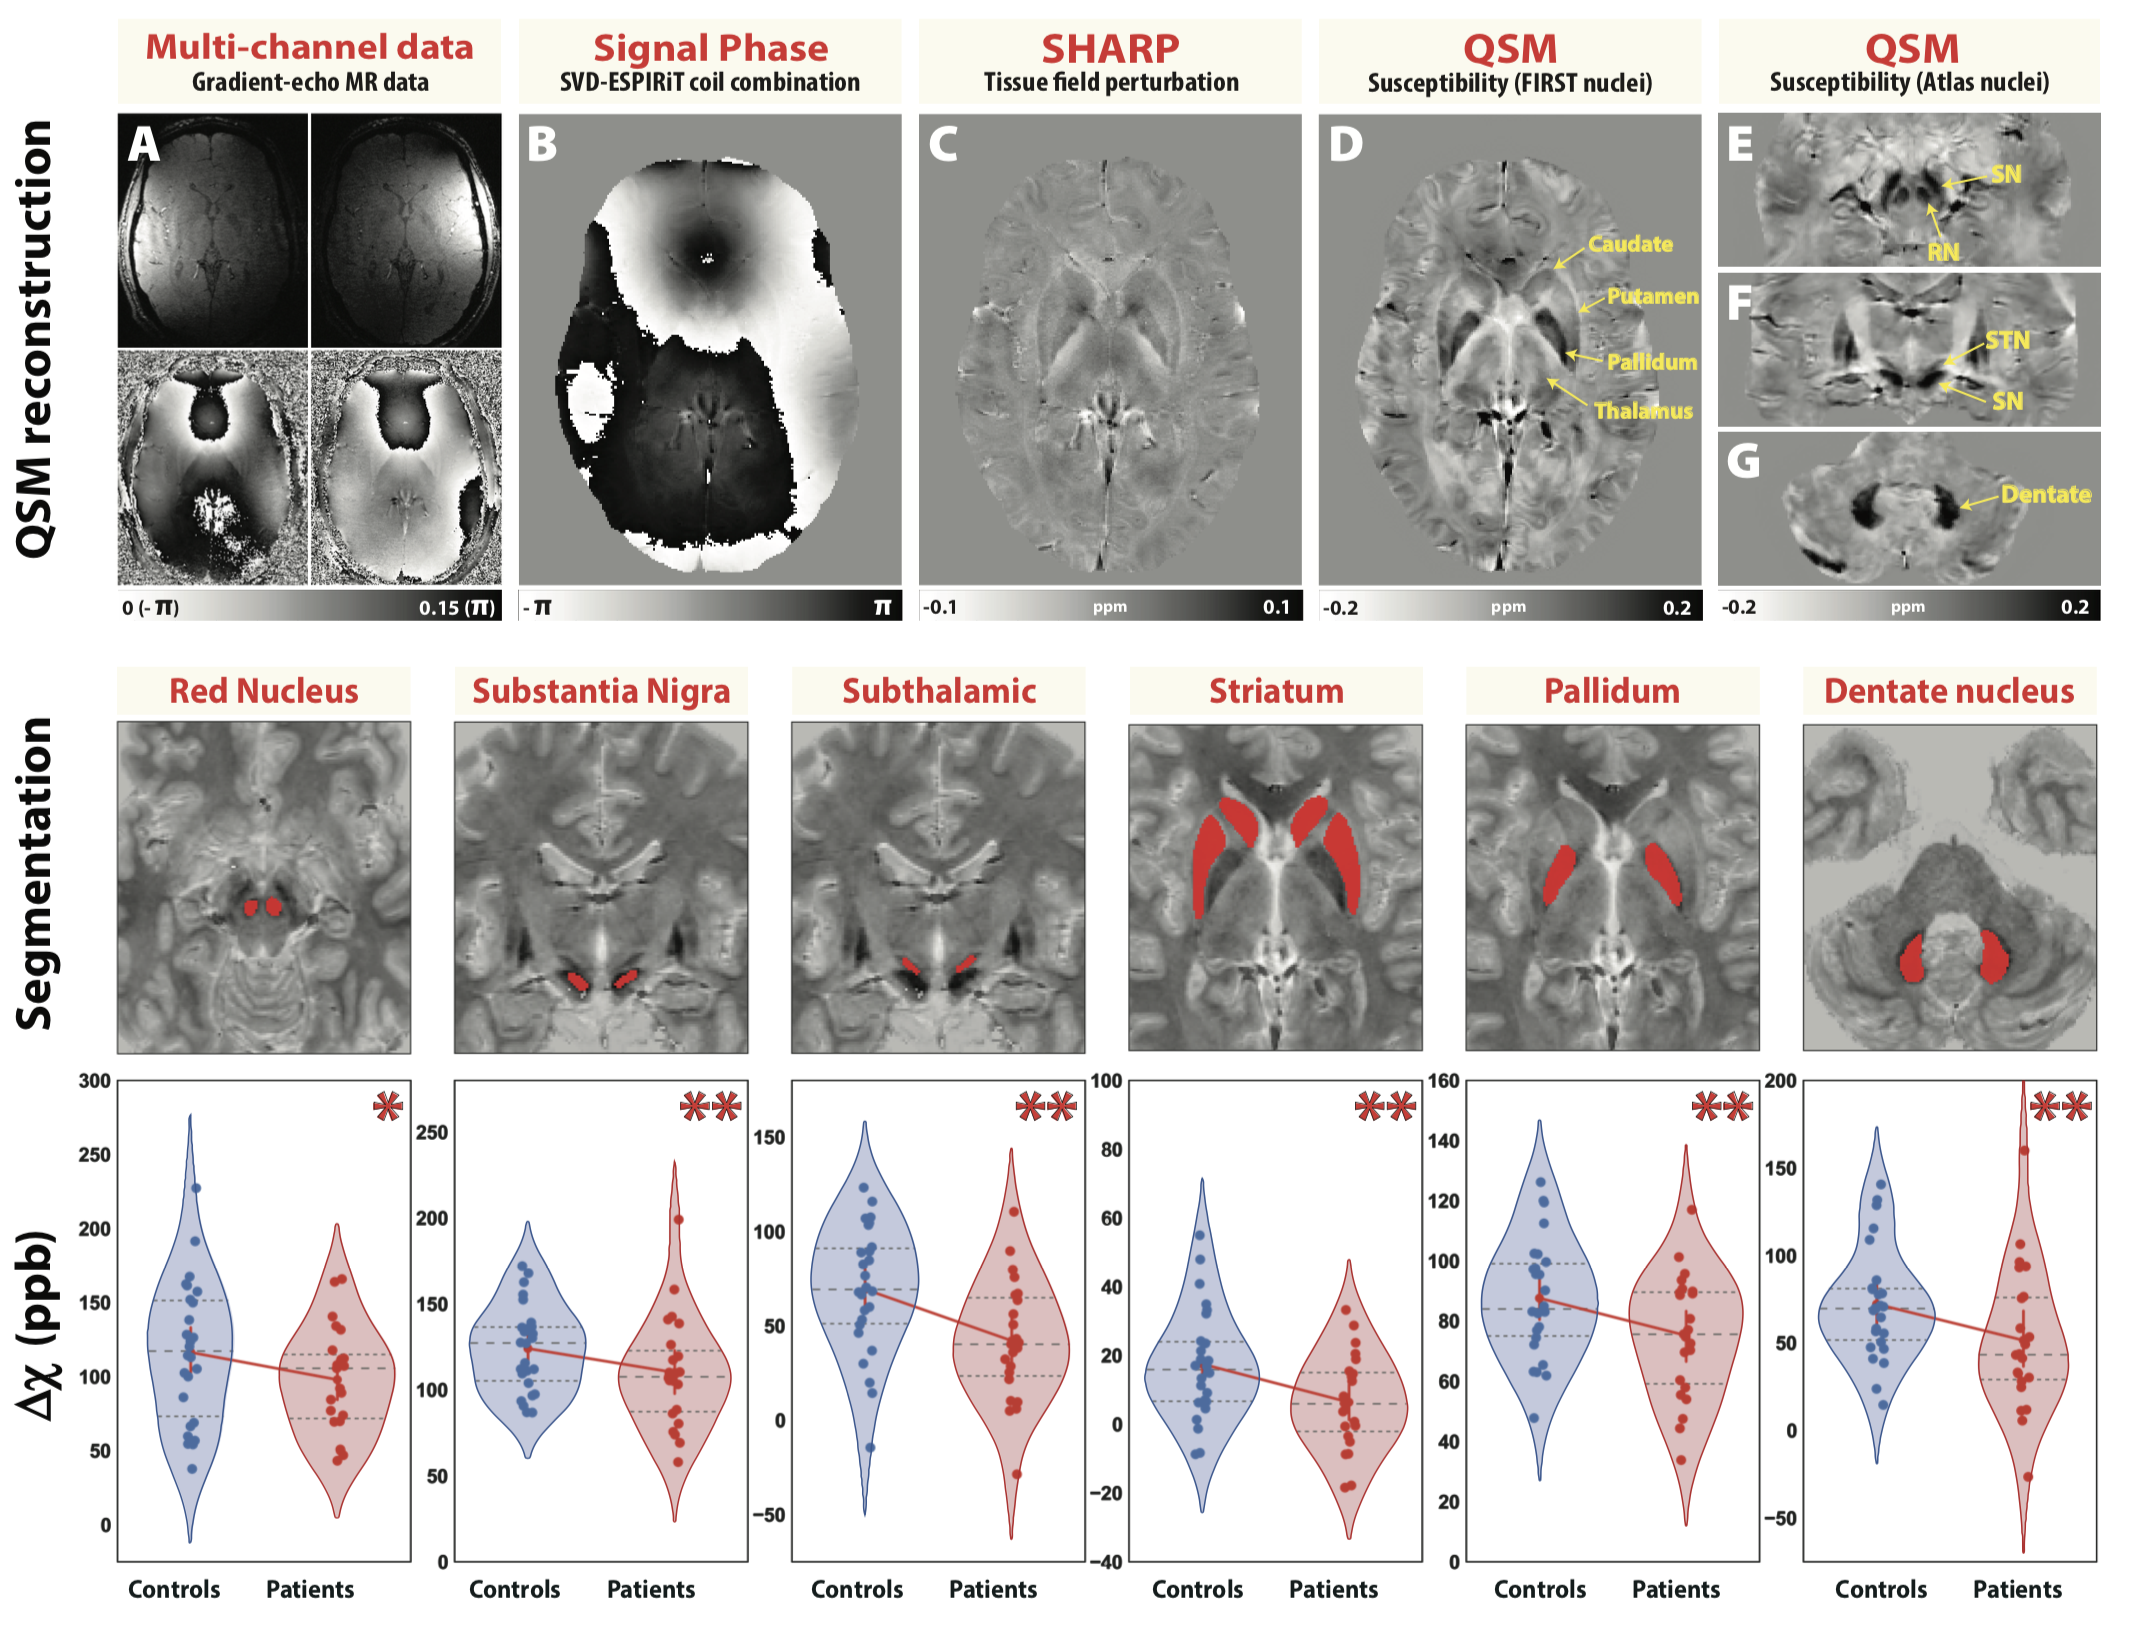 Multi-channel data
Gradient-echo MR data
Signal Phase
SVD-ESPIRiT coil combination
SHARP
Tissue field perturbation
QSM
Susceptibility (FIRST nuclei)
QSM
Susceptibility (Atlas nuclei)
QSM reconstruction
A
B
C
D
Caudate
Putamen
Pallidum
Thalamus
E
SN
RN
F
STN
SN
G
Dentate
0 (-π) 0.15 (π)
-π π
-0.1 ppm 0.1
-0.2 ppm 0.2
-0.2 ppm 0.2
Segmentation
Red Nucleus
Substantia Nigra
Subthalamic
Striatum
Pallidum
Dentate nucleus
Δχ (ppb)
300
250
200
150
100
50
0
*
Controls Patients
250
200
150
100
50
0
**
Controls Patients
150
100
50
0
−50
**
Controls Patients
100
80
60
40
20
0
−20
−40
**
Controls Patients
160
140
120
100
80
60
40
20
0
**
Controls Patients
200
150
100
50
0
−50
**
Controls Patients